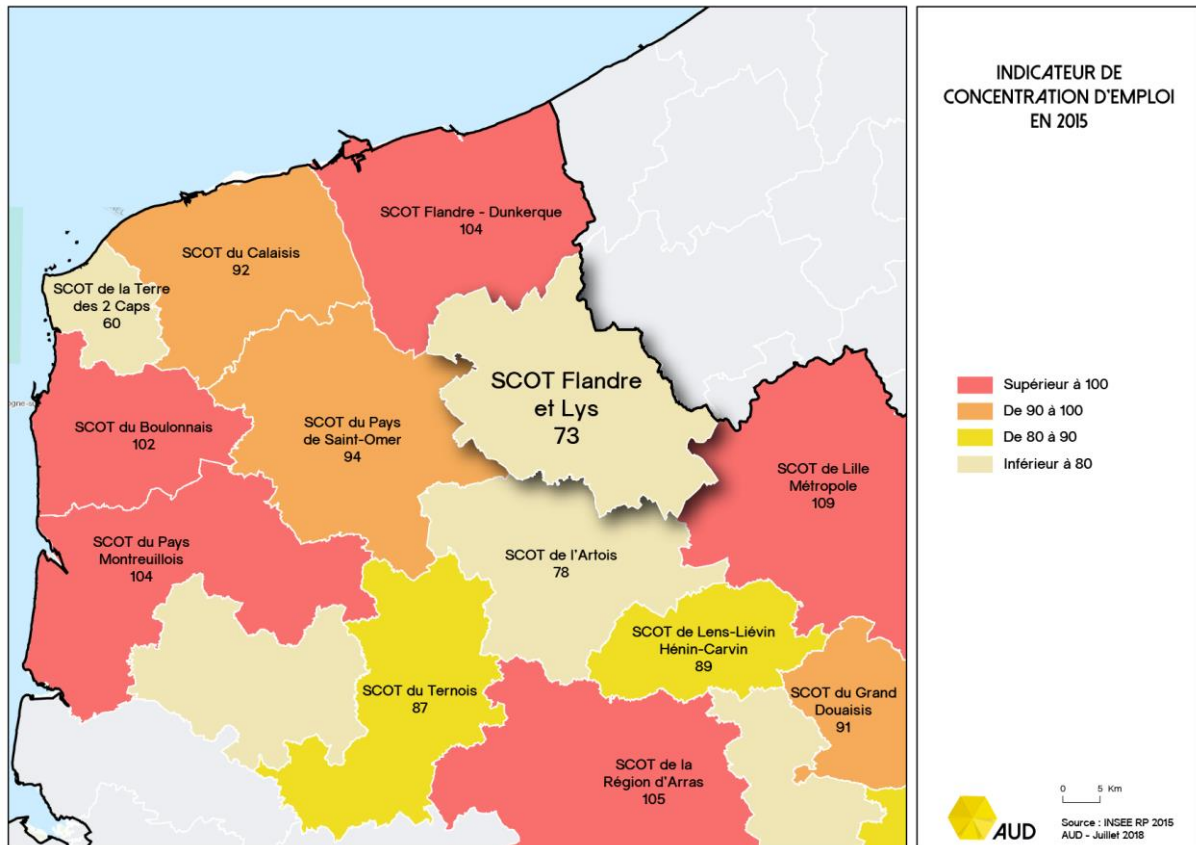 INDICATEUR DE
CONCENTRATION D'EMPLOI
EN 2015
SCOT Flandre - Dunkerque
104
SCOT du Calaisis
92
SCOT de la Terre
des 2 Caps
60
SCOT Flandre
et Lys
73
SCOT du Boulonnais
102
SCOT du Pays
de Saint-Omer
94
SCOT de Lille
Métropole
109
SCOT du Pays
Montreuillois
104
SCOT de l'Artois
78
SCOT de Lens-Liévin
Hénin-Carvin
89
SCOT du Ternois
87
SCOT du Grand
Douaisis
91
SCOT de la
Région d'Arras
105
Supérieur à 100
De 90 à 100
De 80 à 90
Inférieur à 80
0 5 Km
AUD
Source : INSEE RP 2015
AUD - Juillet 2018